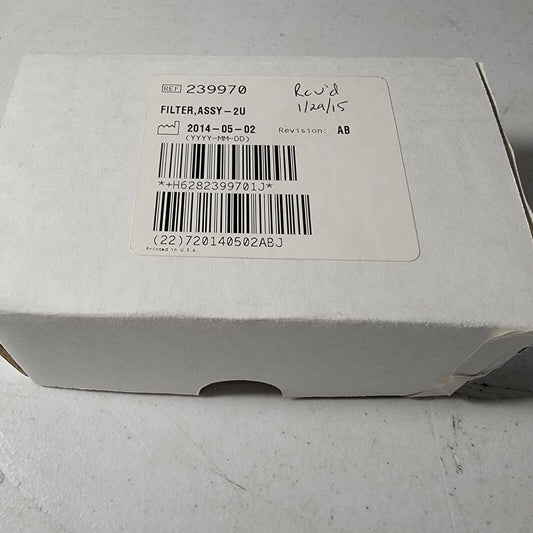 REF 239970
Rcv'd
1/29/15
FILTER,ASSY-2U
2014-05-02 Revision: AB
(YYYY-MM-DD)
*+H6282399701J*
(22)720140502ABJ
Printed in U.S.A.